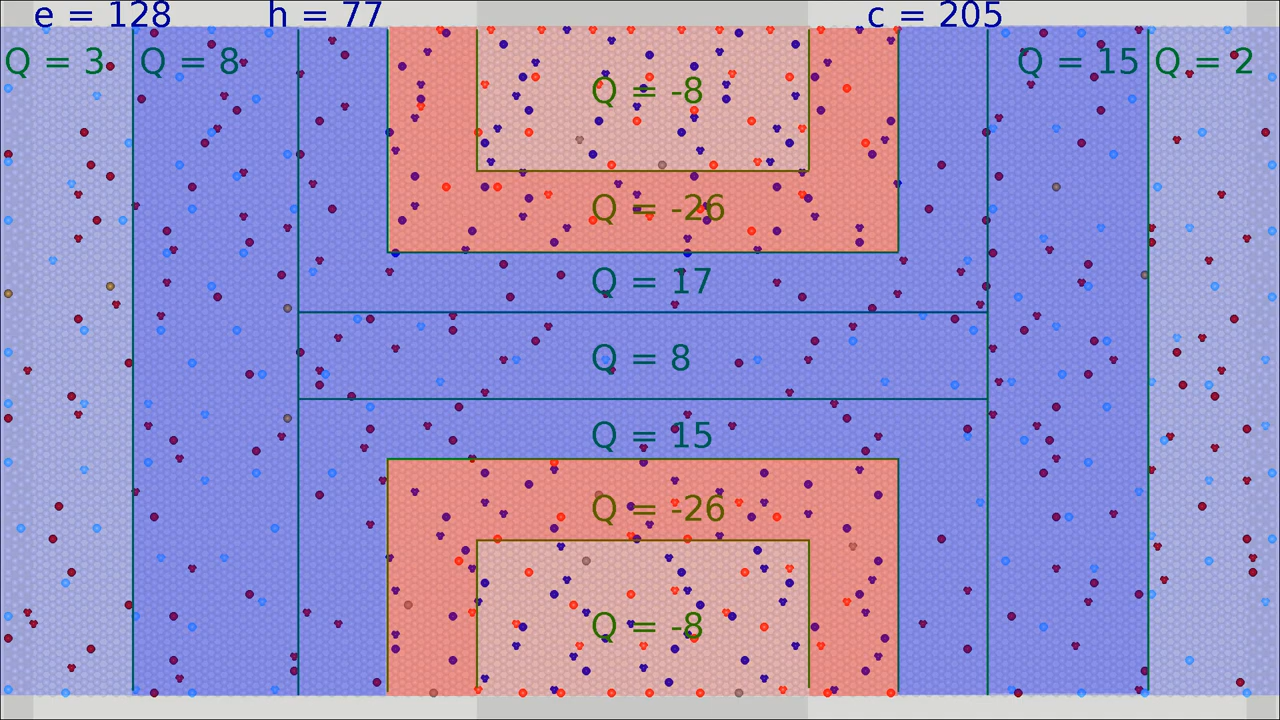 e = 128 h = 77 c = 205
Q = 3 Q = 8 Q = 15 Q = 2
Q = -8
Q = -26
Q = 17
Q = 8
Q = 15
Q = -26
Q = -8